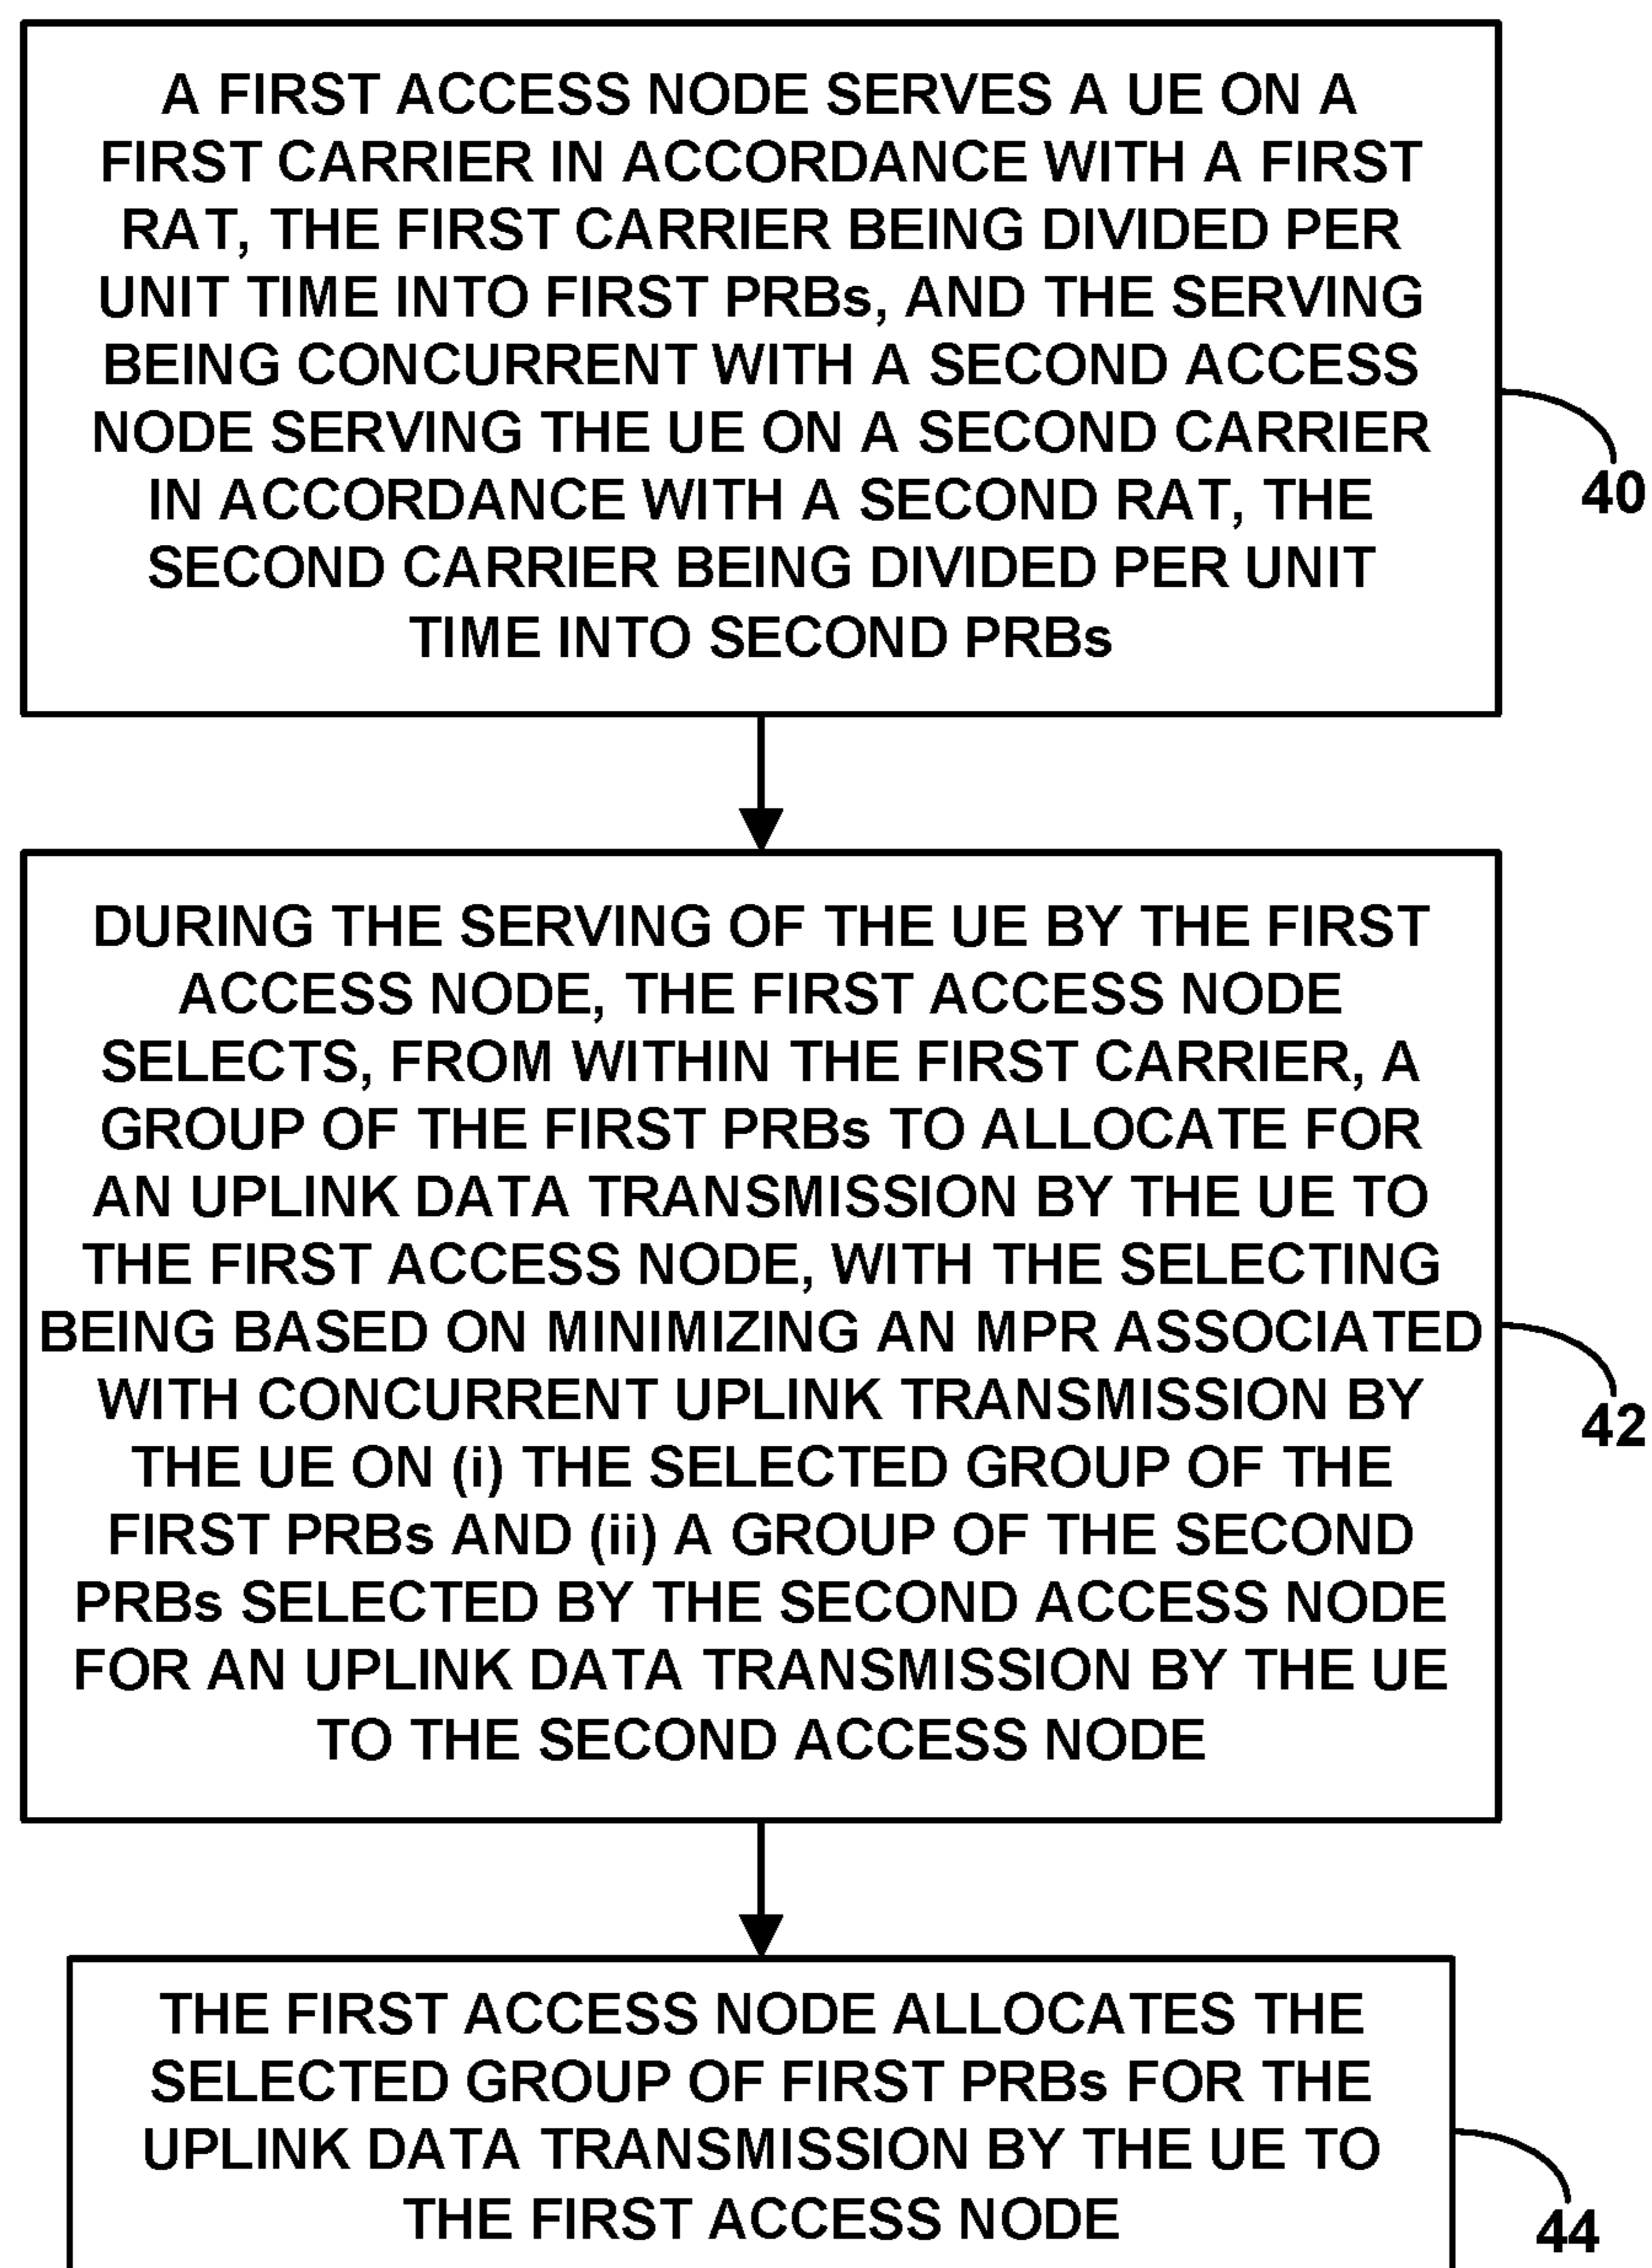 A FIRST ACCESS NODE SERVES A UE ON A
FIRST CARRIER IN ACCORDANCE WITH A FIRST
RAT, THE FIRST CARRIER BEING DIVIDED PER
UNIT TIME INTO FIRST PRBs, AND THE SERVING
BEING CONCURRENT WITH A SECOND ACCESS
NODE SERVING THE UE ON A SECOND CARRIER
IN ACCORDANCE WITH A SECOND RAT, THE
SECOND CARRIER BEING DIVIDED PER UNIT
TIME INTO SECOND PRBs
40
DURING THE SERVING OF THE UE BY THE FIRST
ACCESS NODE, THE FIRST ACCESS NODE
SELECTS, FROM WITHIN THE FIRST CARRIER, A
GROUP OF THE FIRST PRBs TO ALLOCATE FOR
AN UPLINK DATA TRANSMISSION BY THE UE TO
THE FIRST ACCESS NODE, WITH THE SELECTING
BEING BASED ON MINIMIZING AN MPR ASSOCIATED
WITH CONCURRENT UPLINK TRANSMISSION BY
THE UE ON (i) THE SELECTED GROUP OF THE
FIRST PRBs AND (ii) A GROUP OF THE SECOND
PRBs SELECTED BY THE SECOND ACCESS NODE
FOR AN UPLINK DATA TRANSMISSION BY THE UE
TO THE SECOND ACCESS NODE
42
THE FIRST ACCESS NODE ALLOCATES THE
SELECTED GROUP OF FIRST PRBs FOR THE
UPLINK DATA TRANSMISSION BY THE UE TO
THE FIRST ACCESS NODE
44